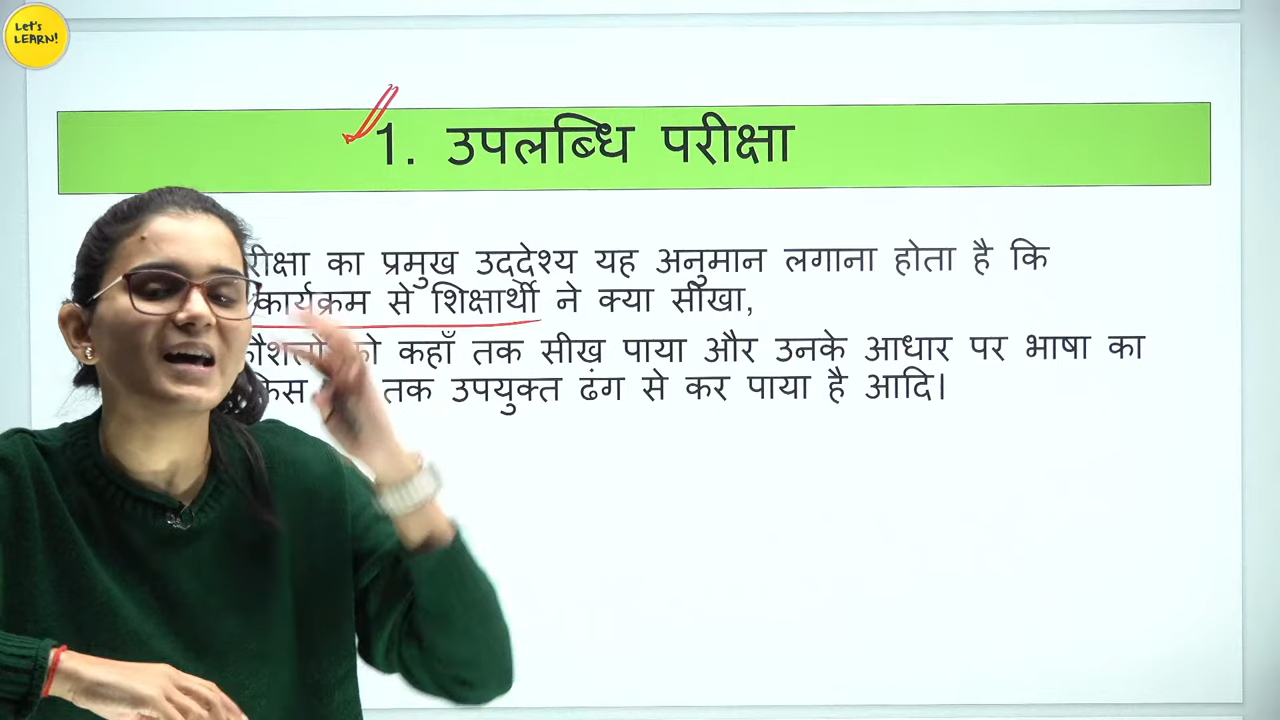 Let's
LEARN!
1. उपलब्धि परीक्षा
का प्रमुख उद्देश्य यह अनुमान लगाना होता है कि
कार्यक्रम से शिक्षार्थी ने क्या सीखा,
को कहाँ तक सीख पाया और उनके आधार पर भाषा का
तक उपयुक्त ढंग से कर पाया है आदि।